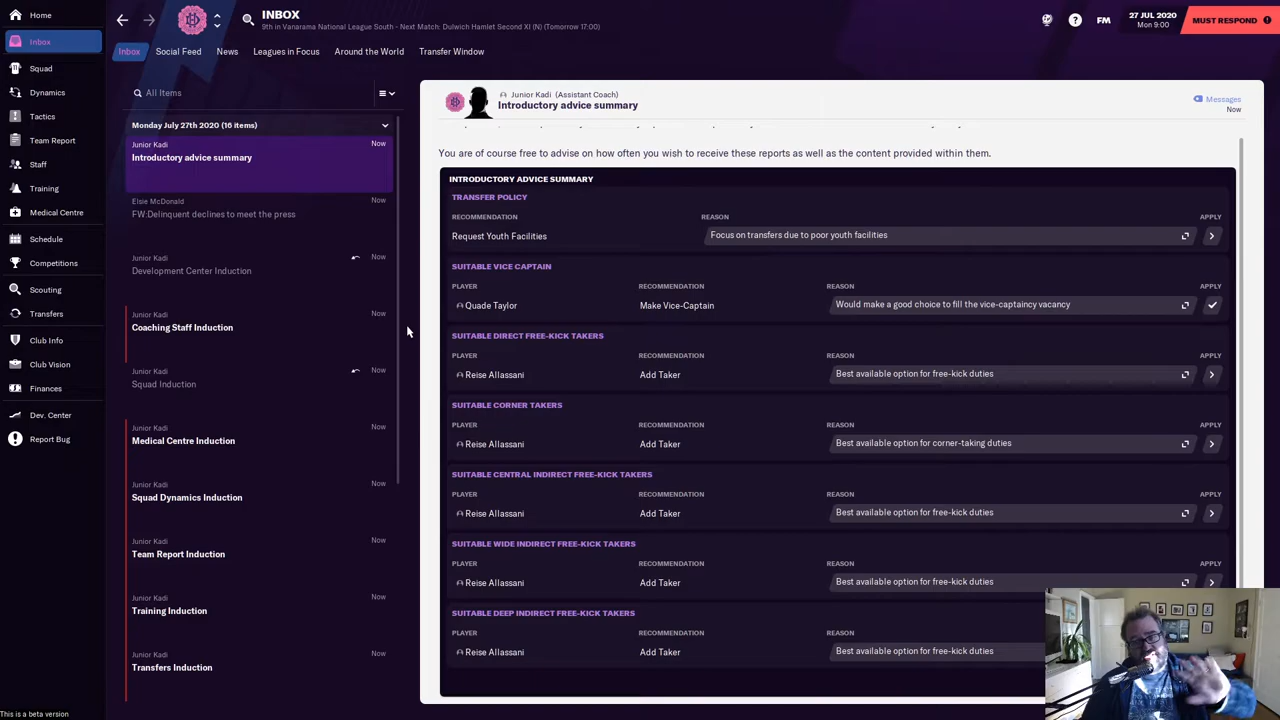 Home
Inbox
Squad
Dynamics
Tactics
Team Report
Staff
Training
Medical Centre
Schedule
Competitions
Scouting
Transfers
Club Info
Club Vision
Finances
Dev. Center
Report Bug
This is a beta version
INBOX
9th in Vanarama National League South - Next Match: Dulwich Hamlet Second XI (N) (Tomorrow 17:00)
FM
27 JUL 2020
Mon 9:00
MUST RESPOND
Inbox
Social Feed
News
Leagues in Focus
Around the World
Transfer Window
All Items
Monday July 27th 2020 (16 items)
Junior Kadi
Now
Introductory advice summary
Elsie McDonald
Now
FW:Delinquent declines to meet the press
Junior Kadi
Now
Development Center Induction
Junior Kadi
Now
Coaching Staff Induction
Junior Kadi
Now
Squad Induction
Junior Kadi
Now
Medical Centre Induction
Junior Kadi
Now
Squad Dynamics Induction
Junior Kadi
Now
Team Report Induction
Junior Kadi
Now
Training Induction
Junior Kadi
Now
Transfers Induction
Junior Kadi (Assistant Coach)
Introductory advice summary
Messages
Now
You are of course free to advise on how often you wish to receive these reports as well as the content provided within them.
INTRODUCTORY ADVICE SUMMARY
TRANSFER POLICY
RECOMMENDATION REASON APPLY
Request Youth Facilities Focus on transfers due to poor youth facilities
SUITABLE VICE CAPTAIN
PLAYER RECOMMENDATION REASON APPLY
Quade Taylor Make Vice-Captain Would make a good choice to fill the vice-captaincy vacancy
SUITABLE DIRECT FREE-KICK TAKERS
PLAYER RECOMMENDATION REASON APPLY
Reise Allassani Add Taker Best available option for free-kick duties
SUITABLE CORNER TAKERS
PLAYER RECOMMENDATION REASON APPLY
Reise Allassani Add Taker Best available option for corner-taking duties
SUITABLE CENTRAL INDIRECT FREE-KICK TAKERS
PLAYER RECOMMENDATION REASON APPLY
Reise Allassani Add Taker Best available option for free-kick duties
SUITABLE WIDE INDIRECT FREE-KICK TAKERS
PLAYER RECOMMENDATION REASON APPLY
Reise Allassani Add Taker Best available option for free-kick duties
SUITABLE DEEP INDIRECT FREE-KICK TAKERS
PLAYER RECOMMENDATION REASON
Reise Allassani Add Taker Best available option for free-kick duties